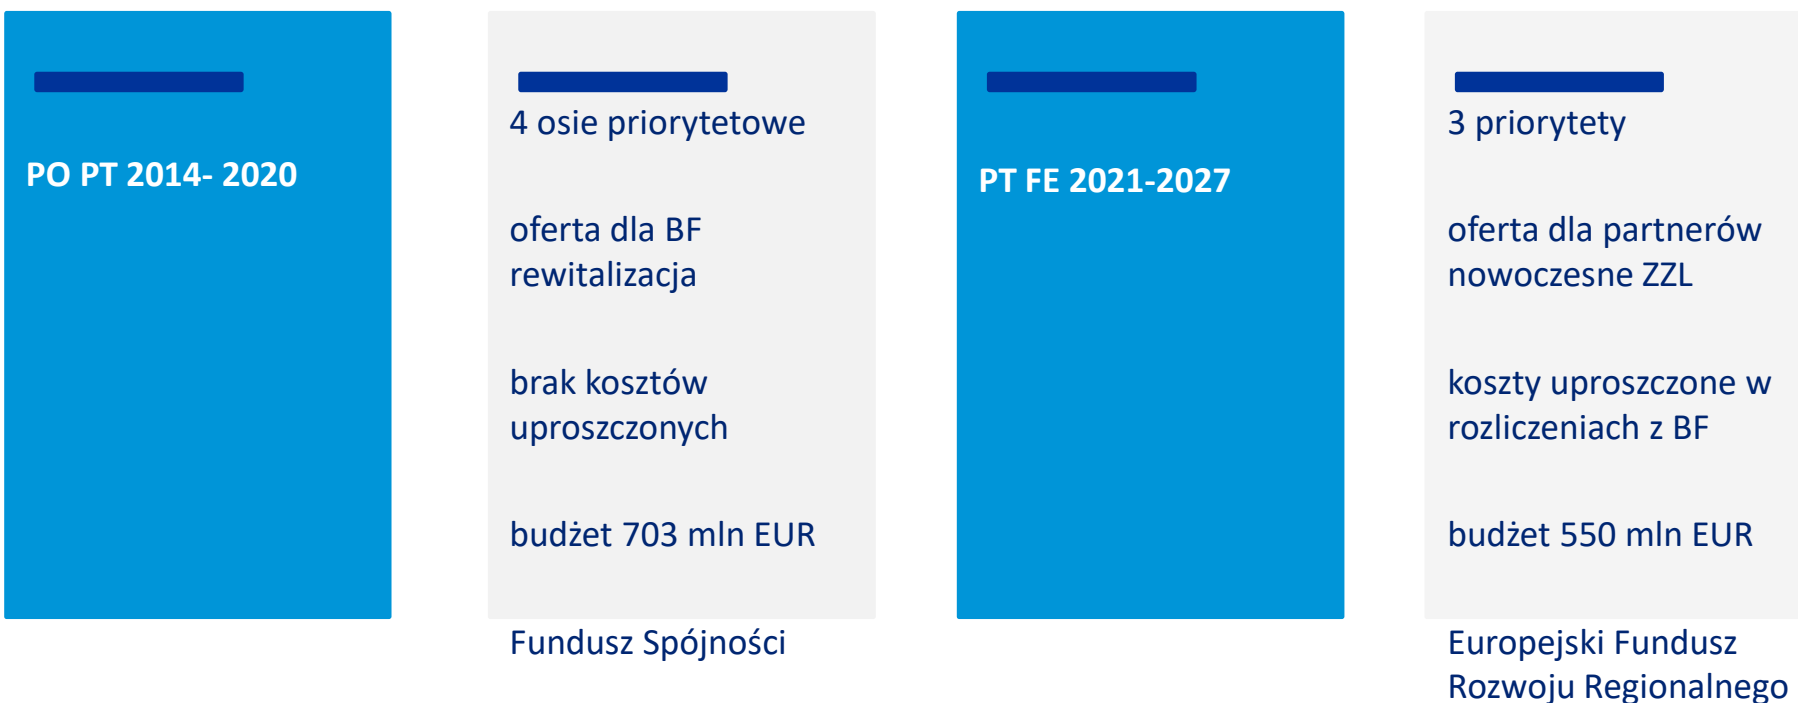 PO PT 2014- 2020
4 osie priorytetowe
oferta dla BF
rewitalizacja
brak kosztów
uproszczonych
budżet 703 mln EUR
Fundusz Spójności
PT FE 2021-2027
3 priorytety
oferta dla partnerów
nowoczesne ZZL
koszty uproszczone w
rozliczeniach z BF
budżet 550 mln EUR
Europejski Fundusz
Rozwoju Regionalnego